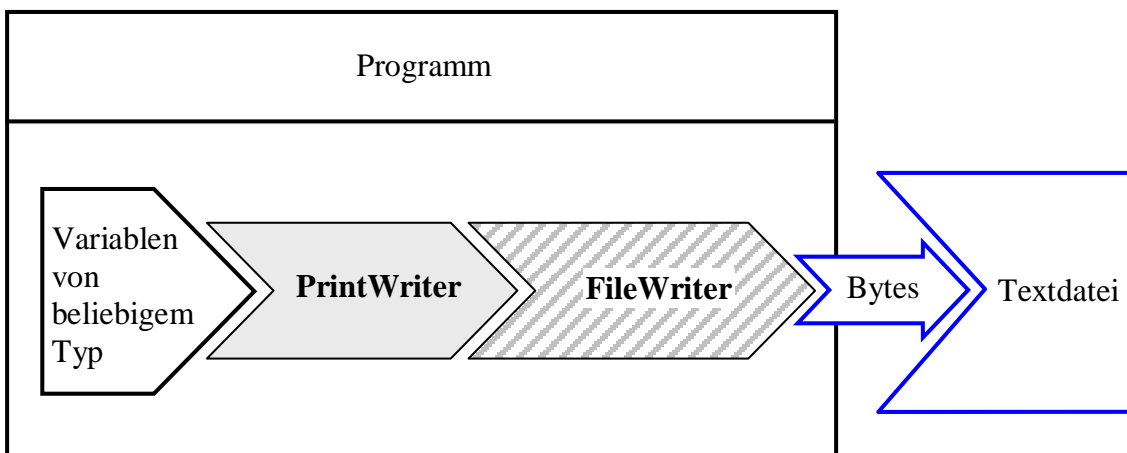 Programm
Variablen
von
beliebigem
Typ
PrintWriter
FileWriter
Bytes
Textdatei